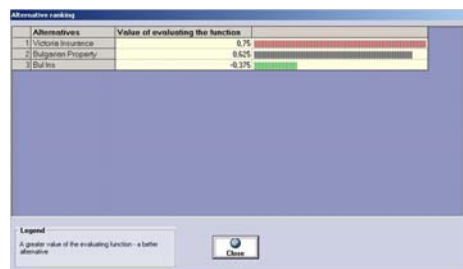 Alternative ranking
Alternatives Value of evaluating the function
1 Victoria Insurance 0,75
2 Bulgarian Property 0,625
3 Bul Ins -0,375
Legend
A greater value of the evaluating function - a better
alternative
Close